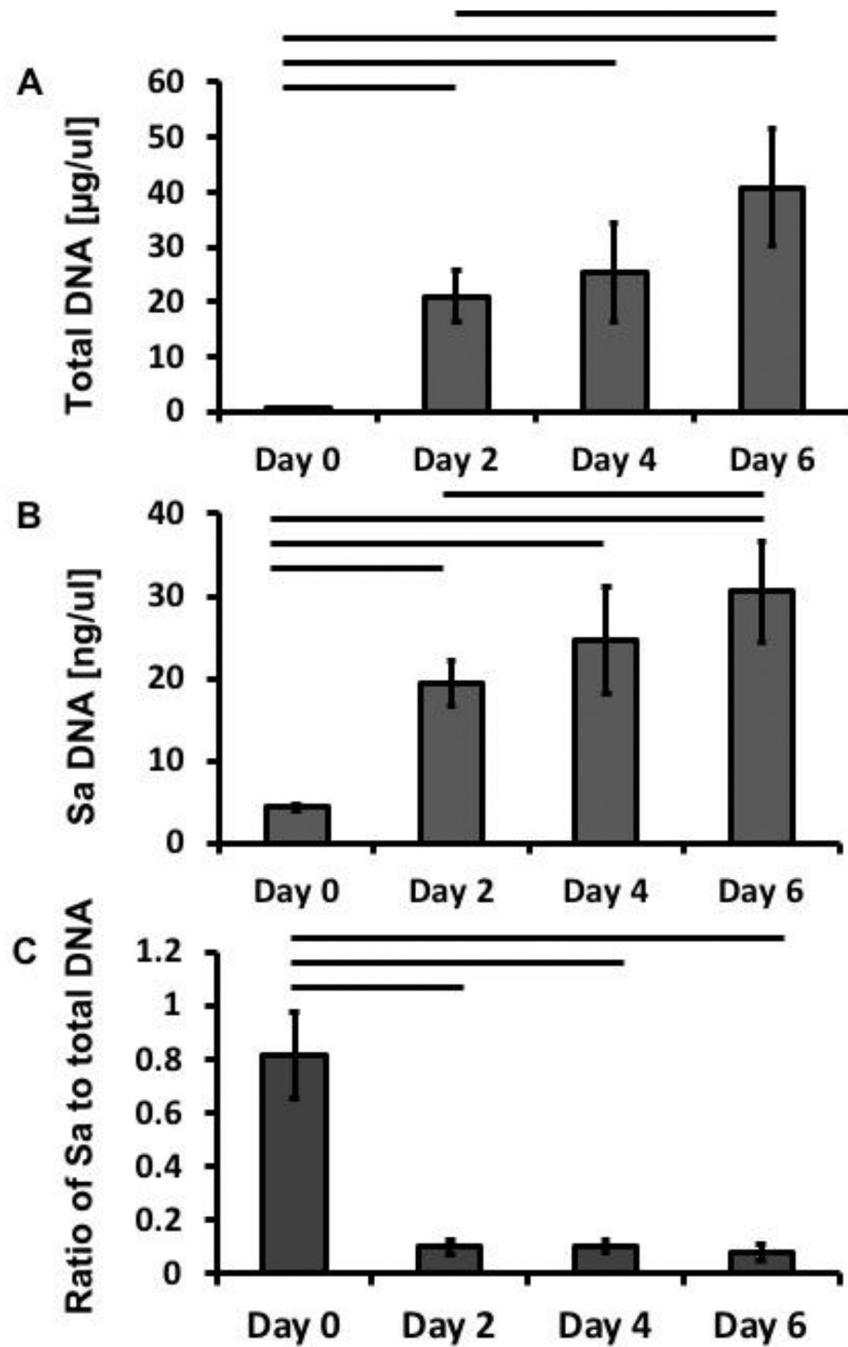 A
Total DNA [µg/ul]
60
50
40
30
20
10
0
Day 0 Day 2 Day 4 Day 6
B
Sa DNA [ng/ul]
40
30
20
10
0
Day 0 Day 2 Day 4 Day 6
C
Ratio of Sa to total DNA
1.2
1
0.8
0.6
0.4
0.2
0
Day 0 Day 2 Day 4 Day 6